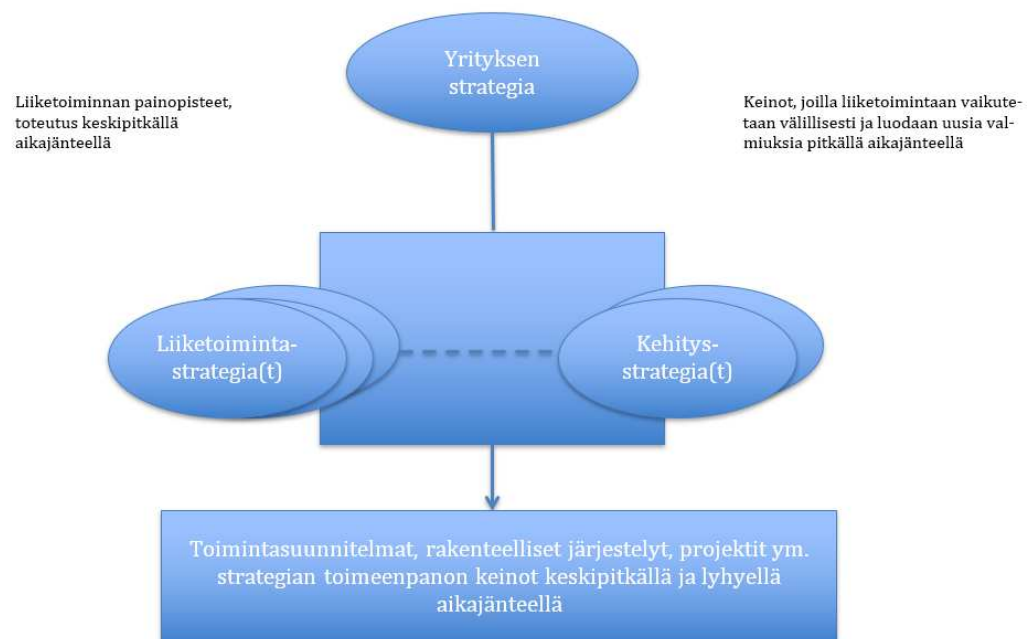 Yrityksen
strategia
Liiketoiminnan painopisteet,
toteutus keskipitkällä
aikajänteellä
Keinot, joilla liiketoimintaan vaikute-
taan välillisesti ja luodaan uusia val-
miuksia pitkällä aikajänteellä
Liiketoiminta-
strategia(t)
Kehitys-
strategia(t)
Toimintasuunnitelmat, rakenteelliset järjestelyt, projektit ym.
strategian toimeenpanon keinot keskipitkällä ja lyhyellä
aikajänteellä